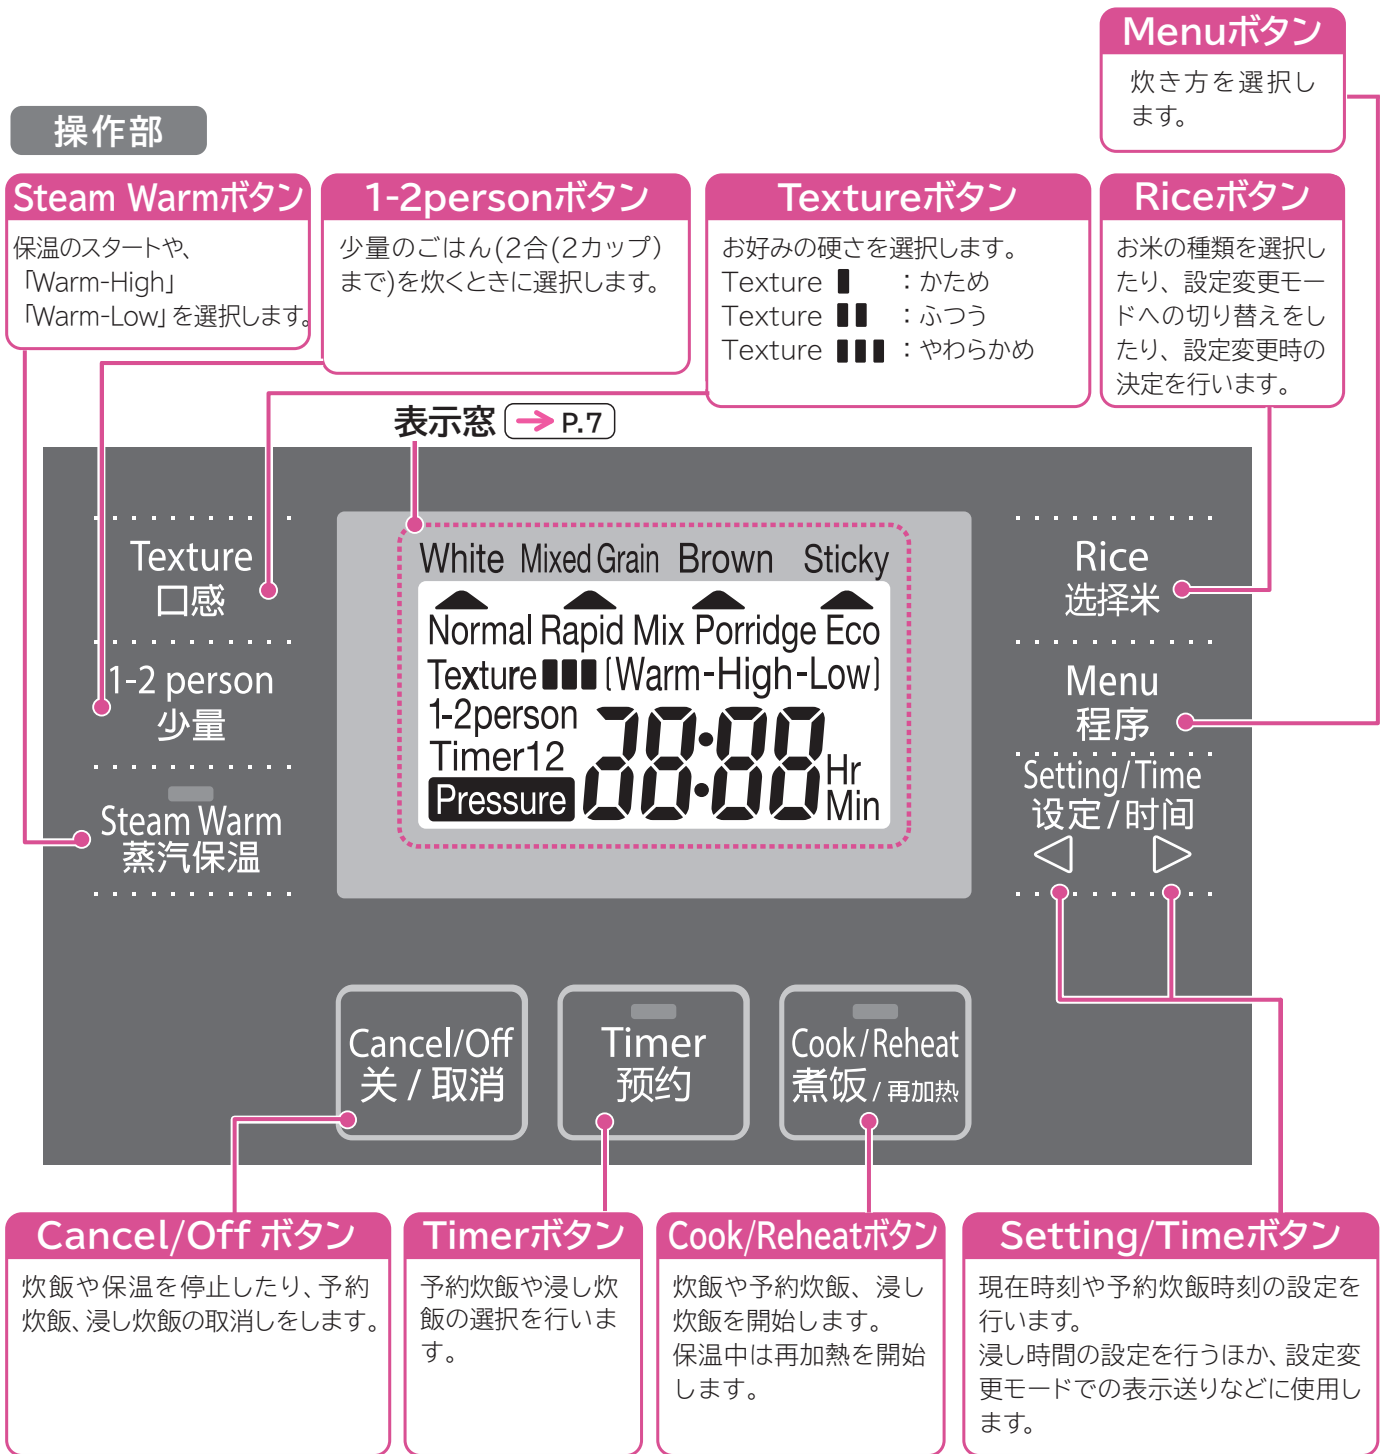 Menuボタン
炊き方を選択し
ます。
操作部
Steam Warmボタン
保温のスタートや、
「Warm-High」
「Warm-Low」を選択します。
1-2personボタン
少量のごはん(2合(2カップ)
まで)を炊くときに選択します。
Textureボタン
お好みの硬さを選択します。
Texture ▮ ：かため
Texture ▮▮ ：ふつう
Texture ▮▮▮ ：やわらかめ
Riceボタン
お米の種類を選択し
たり、設定変更モー
ドへの切り替えをし
たり、設定変更時の
決定を行います。
表示窓 → P.7
Texture
口感
1-2 person
少量
Steam Warm
蒸汽保温
White Mixed Grain Brown Sticky
Normal Rapid Mix Porridge Eco
Texture▮▮▮ [Warm-High-Low]
1-2person
Timer12
Pressure
28:88
Hr
Min
Rice
选择米
Menu
程序
Setting/Time
设定/时间
Cancel/Off
关 / 取消
Timer
预约
Cook/Reheat
煮饭 / 再加热
Cancel/Off ボタン
炊飯や保温を停止したり、予約
炊飯、浸し炊飯の取消しをします。
Timerボタン
予約炊飯や浸し炊
飯の選択を行いま
す。
Cook/Reheatボタン
炊飯や予約炊飯、浸し
炊飯を開始します。
保温中は再加熱を開始
します。
Setting/Timeボタン
現在時刻や予約炊飯時刻の設定を
行います。
浸し時間の設定を行うほか、設定変
更モードでの表示送りなどに使用し
ます。